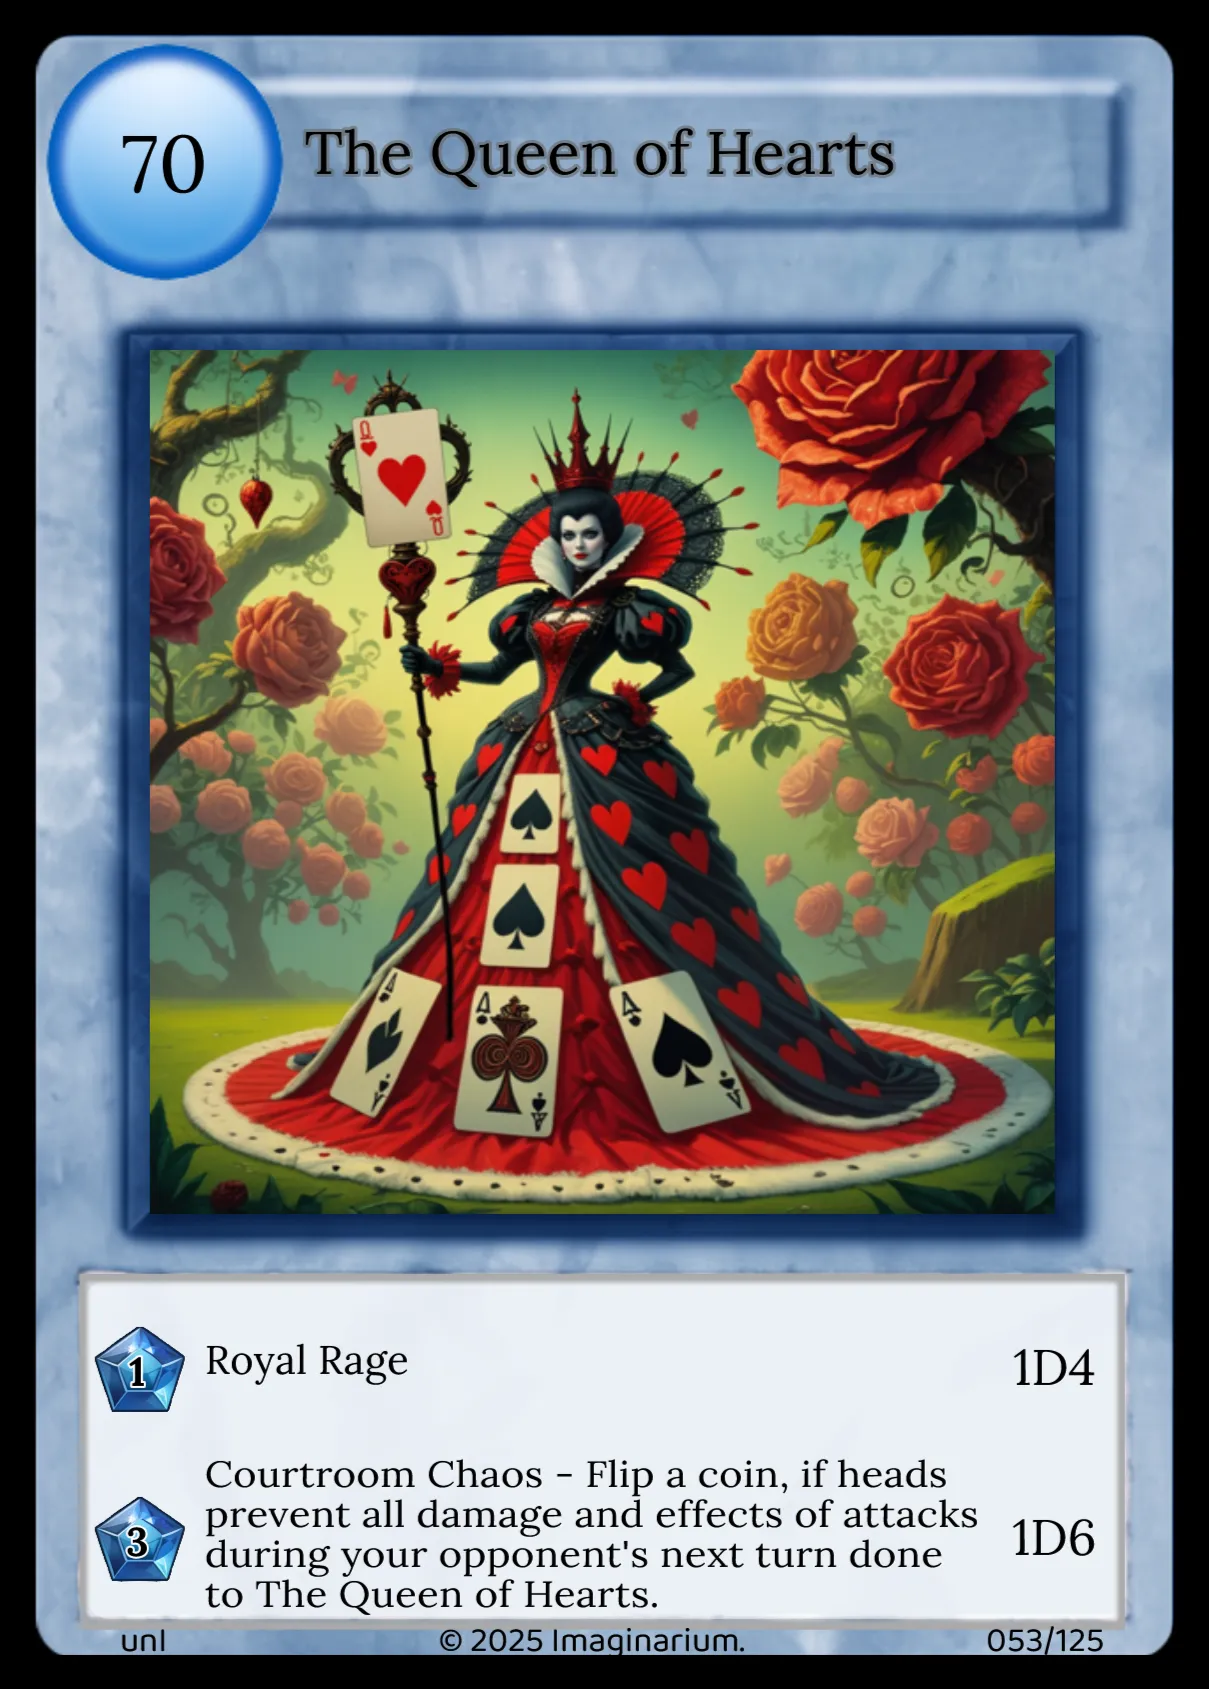 70
The Queen of Hearts
Q
Q
A
A
A
A
A
A
1 Royal Rage 1D4
Courtroom Chaos - Flip a coin, if heads
prevent all damage and effects of attacks
3 during your opponent's next turn done 1D6
to The Queen of Hearts.
unl © 2025 Imaginarium. 053/125